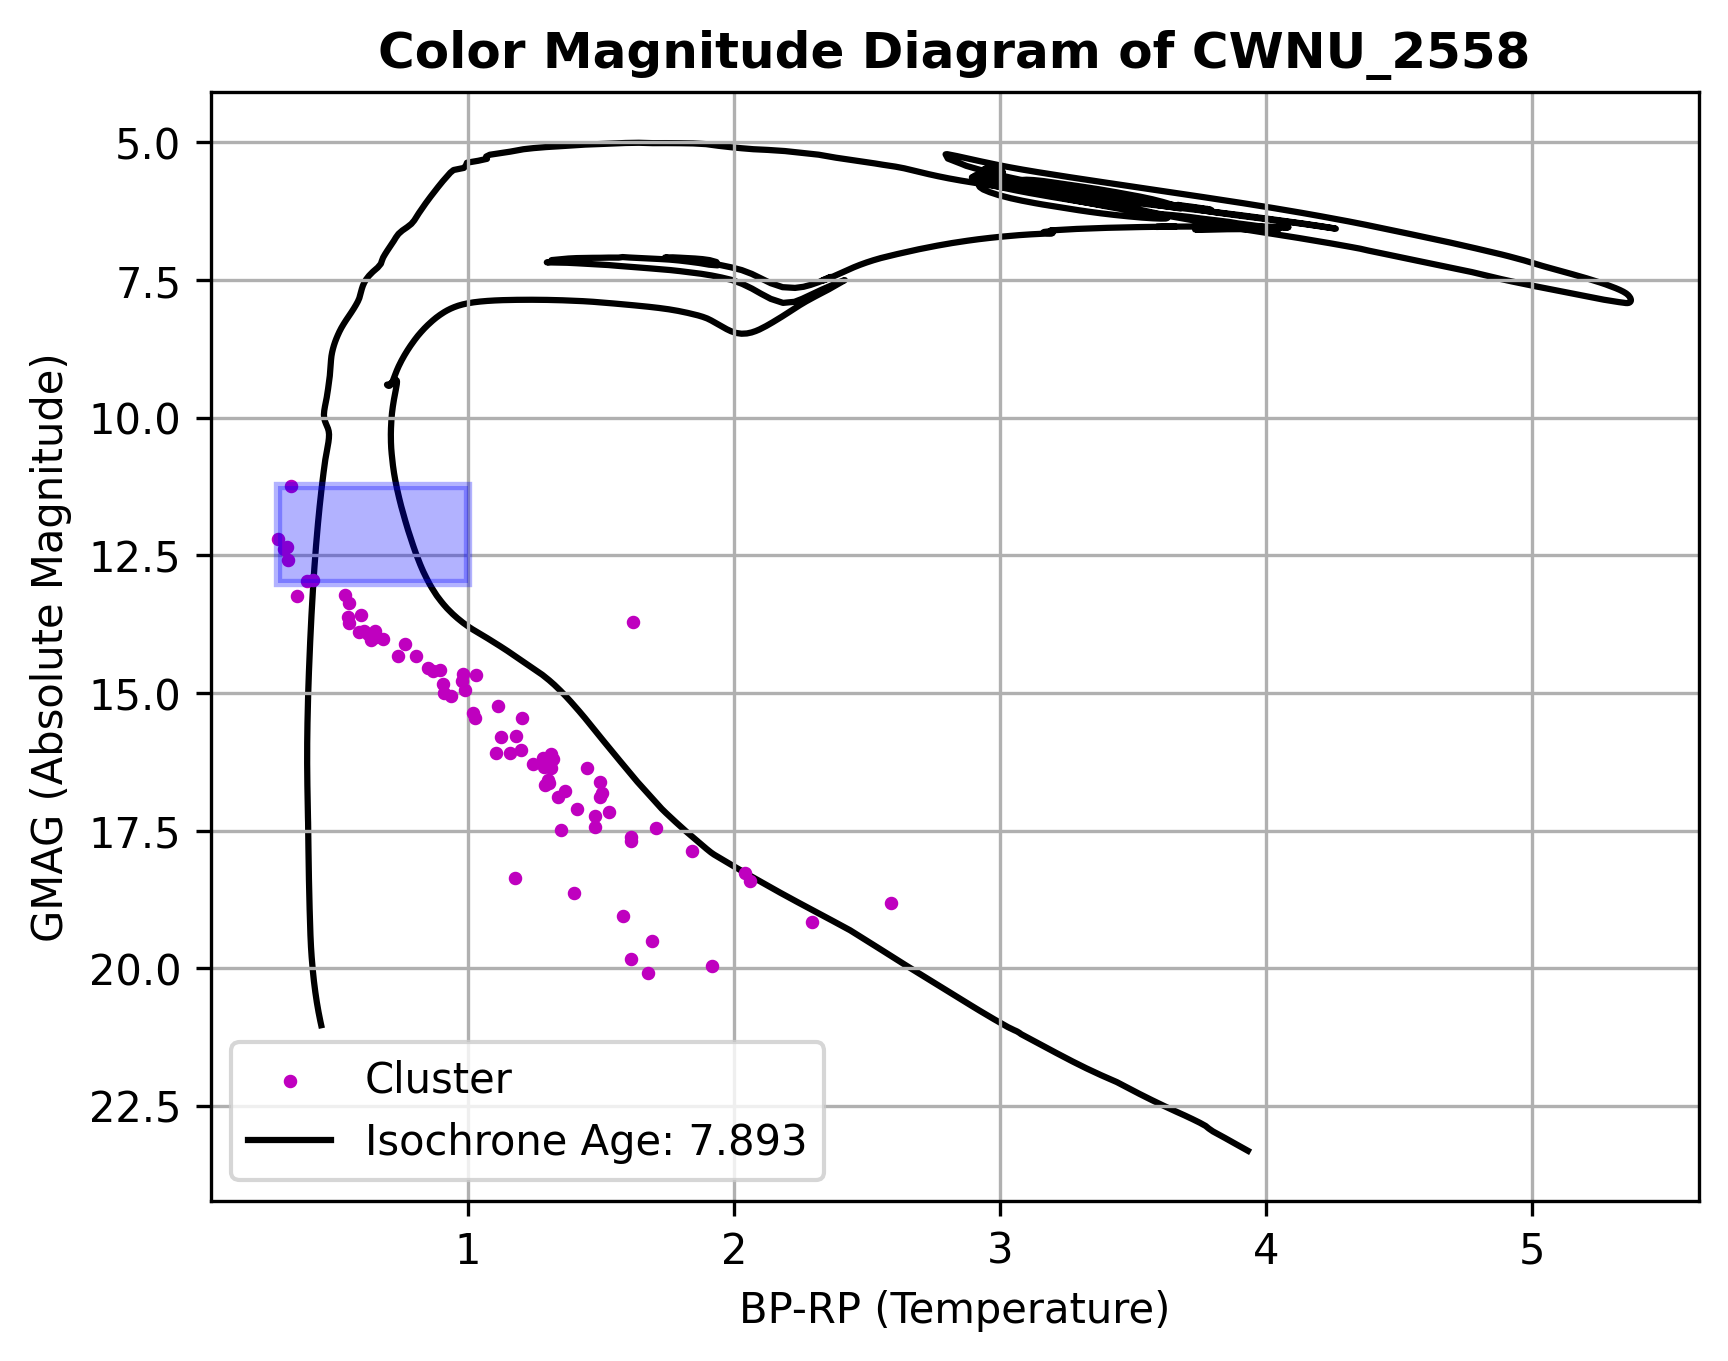 Color Magnitude Diagram of CWNU_2558
GMAG (Absolute Magnitude)
5.0
7.5
10.0
12.5
15.0
17.5
20.0
22.5
Cluster
Isochrone Age: 7.893
1 2 3 4 5
BP-RP (Temperature)